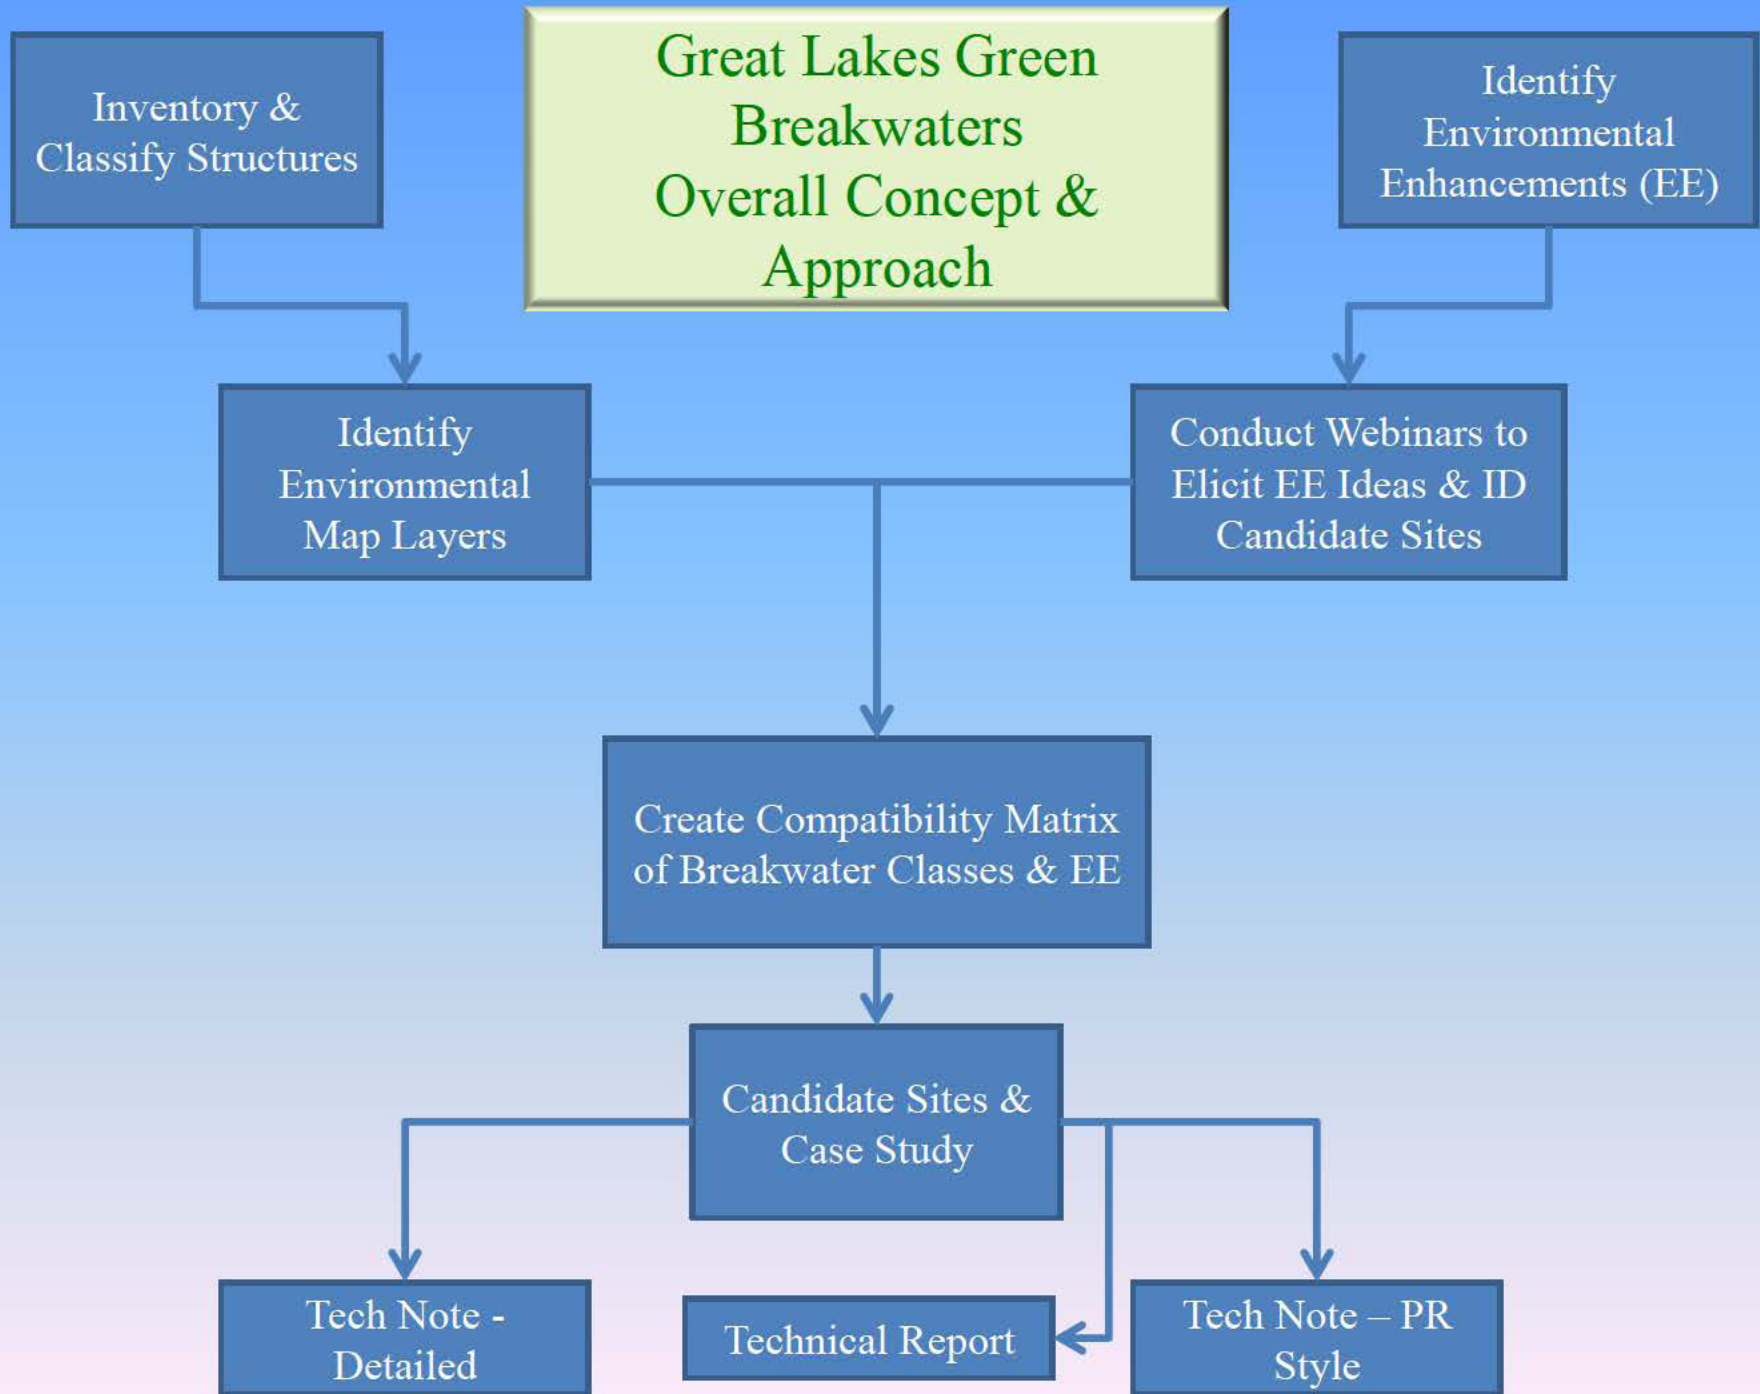 Great Lakes Green
Breakwaters
Overall Concept &
Approach
Inventory &
Classify Structures
Identify
Environmental
Enhancements (EE)
Identify
Environmental
Map Layers
Conduct Webinars to
Elicit EE Ideas & ID
Candidate Sites
Create Compatibility Matrix
of Breakwater Classes & EE
Candidate Sites &
Case Study
Tech Note -
Detailed
Technical Report
Tech Note – PR
Style